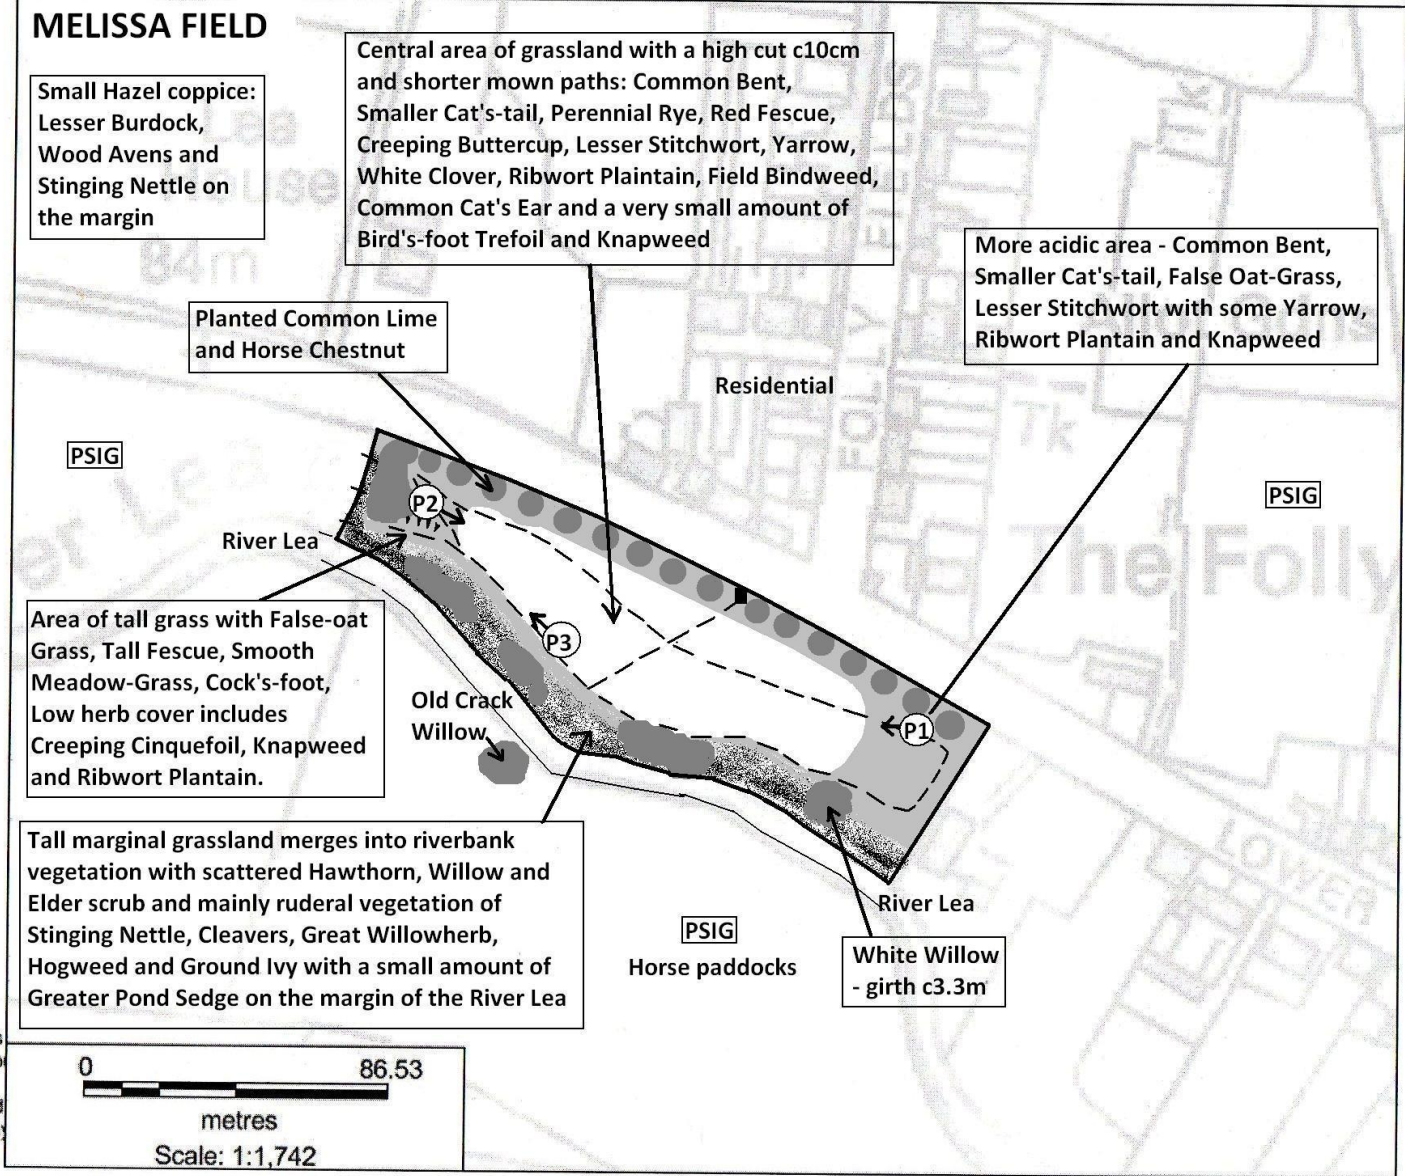 MELISSA FIELD
Small Hazel coppice:
Lesser Burdock,
Wood Avens and
Stinging Nettle on
the margin
Central area of grassland with a high cut c10cm
and shorter mown paths: Common Bent,
Smaller Cat's-tail, Perennial Rye, Red Fescue,
Creeping Buttercup, Lesser Stitchwort, Yarrow,
White Clover, Ribwort Plaintain, Field Bindweed,
Common Cat's Ear and a very small amount of
Bird's-foot Trefoil and Knapweed
More acidic area - Common Bent,
Smaller Cat's-tail, False Oat-Grass,
Lesser Stitchwort with some Yarrow,
Ribwort Plantain and Knapweed
Lea
House
84m
FOLLY FIELDS
Tk
Planted Common Lime
and Horse Chestnut
Residential
Tk
PSIG
PSIG
The Folly
P2
River Lea
P3
P1
Area of tall grass with False-oat
Grass, Tall Fescue, Smooth
Meadow-Grass, Cock's-foot,
Low herb cover includes
Creeping Cinquefoil, Knapweed
and Ribwort Plantain.
Old Crack
Willow
Tall marginal grassland merges into riverbank
vegetation with scattered Hawthorn, Willow and
Elder scrub and mainly ruderal vegetation of
Stinging Nettle, Cleavers, Great Willowherb,
Hogweed and Ground Ivy with a small amount of
Greater Pond Sedge on the margin of the River Lea
LOWER
River Lea
PSIG
Horse paddocks
White Willow
- girth c3.3m
0 86.53
metres
Scale: 1:1,742